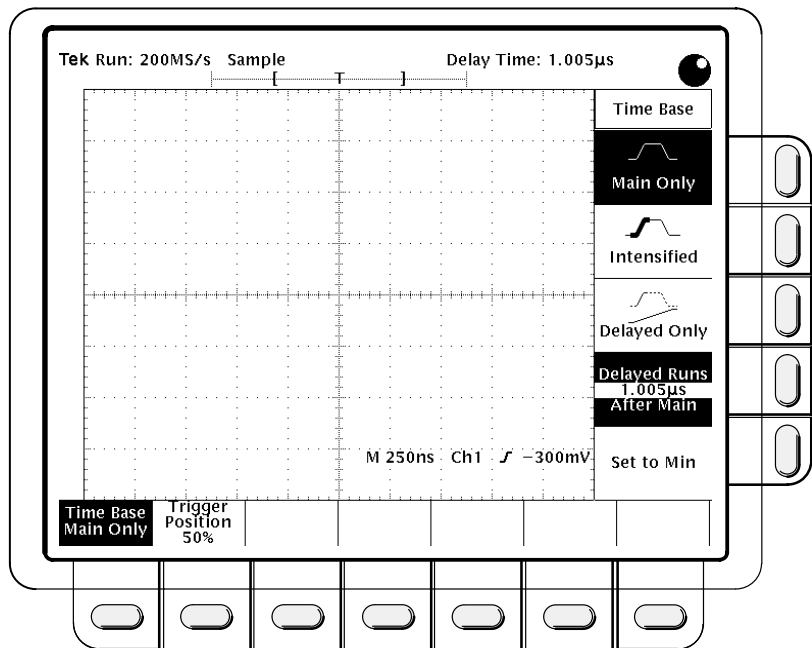 Tek Run: 200MS/s Sample Delay Time: 1.005µs
[ T ]
Time Base
Main Only
Intensified
Delayed Only
Delayed Runs
1.005µs
After Main
M 250ns Ch1 −300mV
Set to Min
Time Base
Main Only
Trigger
Position
50%